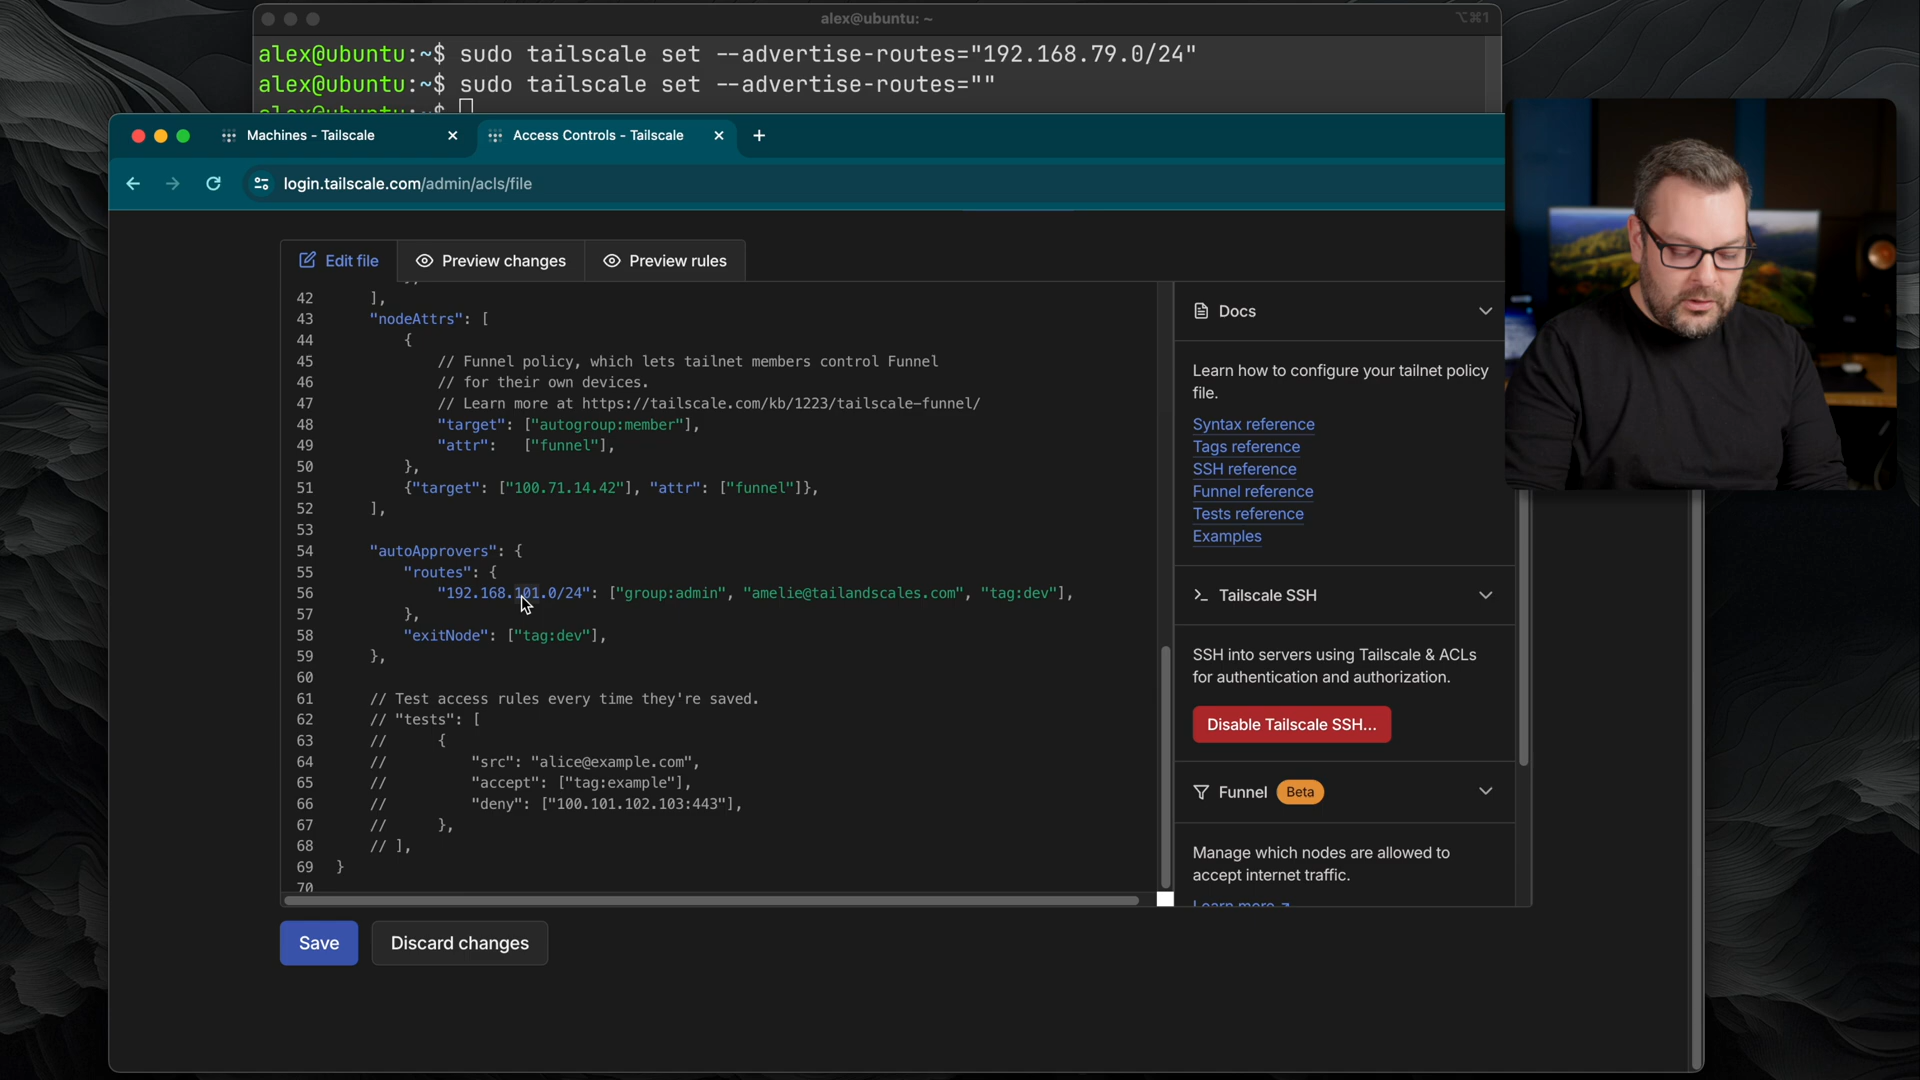 alex@ubuntu: ~
⌥⌘1
alex@ubuntu:~$ sudo tailscale set --advertise-routes="192.168.79.0/24"
alex@ubuntu:~$ sudo tailscale set --advertise-routes=""
alex@ubuntu:~$
Machines - Tailscale
Access Controls - Tailscale
login.tailscale.com/admin/acls/file
Edit file
Preview changes
Preview rules
42 ],
43 "nodeAttrs": [
44 {
45 // Funnel policy, which lets tailnet members control Funnel
46 // for their own devices.
47 // Learn more at https://tailscale.com/kb/1223/tailscale-funnel/
48 "target": ["autogroup:member"],
49 "attr":   ["funnel"],
50 },
51 {"target": ["100.71.14.42"], "attr": ["funnel"]},
52 ],
53
54 "autoApprovers": {
55 "routes": {
56 "192.168.101.0/24": ["group:admin", "amelie@tailandscales.com", "tag:dev"],
57 },
58 "exitNode": ["tag:dev"],
59 },
60
61 // Test access rules every time they're saved.
62 // "tests": [
63 // {
64 // "src": "alice@example.com",
65 // "accept": ["tag:example"],
66 // "deny": ["100.101.102.103:443"],
67 // },
68 // ],
69 }
70
Docs
Learn how to configure your tailnet policy
file.
Syntax reference
Tags reference
SSH reference
Funnel reference
Tests reference
Examples
Tailscale SSH
SSH into servers using Tailscale & ACLs
for authentication and authorization.
Disable Tailscale SSH...
Funnel Beta
Manage which nodes are allowed to
accept internet traffic.
Learn more ↗
Save
Discard changes